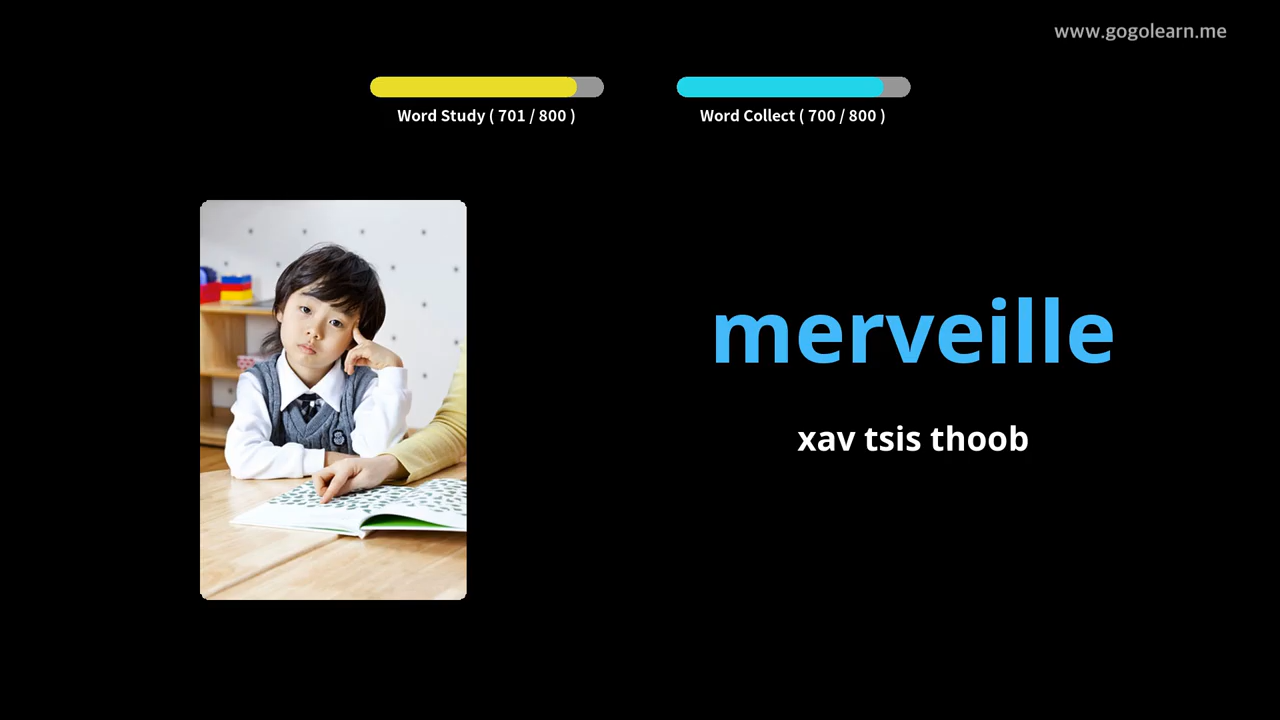 www.gogolearn.me
Word Study ( 701 / 800 )
Word Collect ( 700 / 800 )
merveille
xav tsis thoob